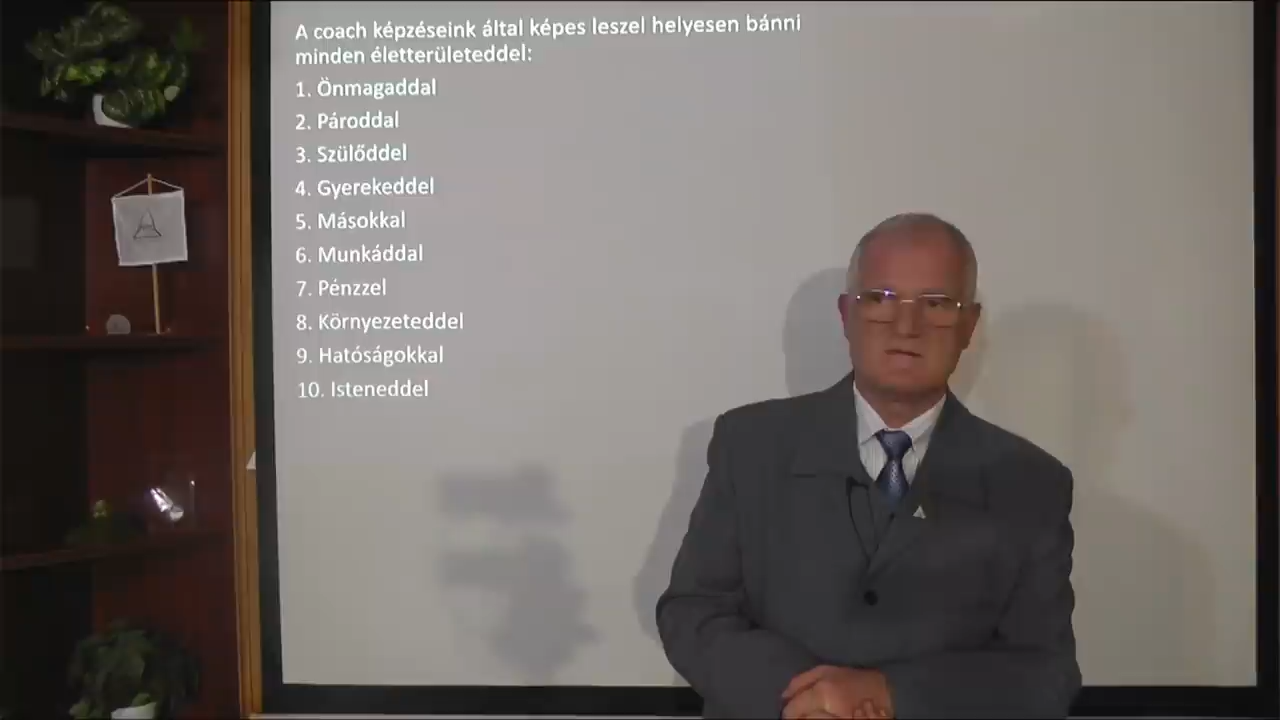 A coach képzéseink által képes leszel helyesen bánni
minden életterületeddel:
1. Önmagaddal
2. Pároddal
3. Szülőddel
4. Gyerekeddel
5. Másokkal
6. Munkáddal
7. Pénzzel
8. Környezeteddel
9. Hatóságokkal
10. Isteneddel